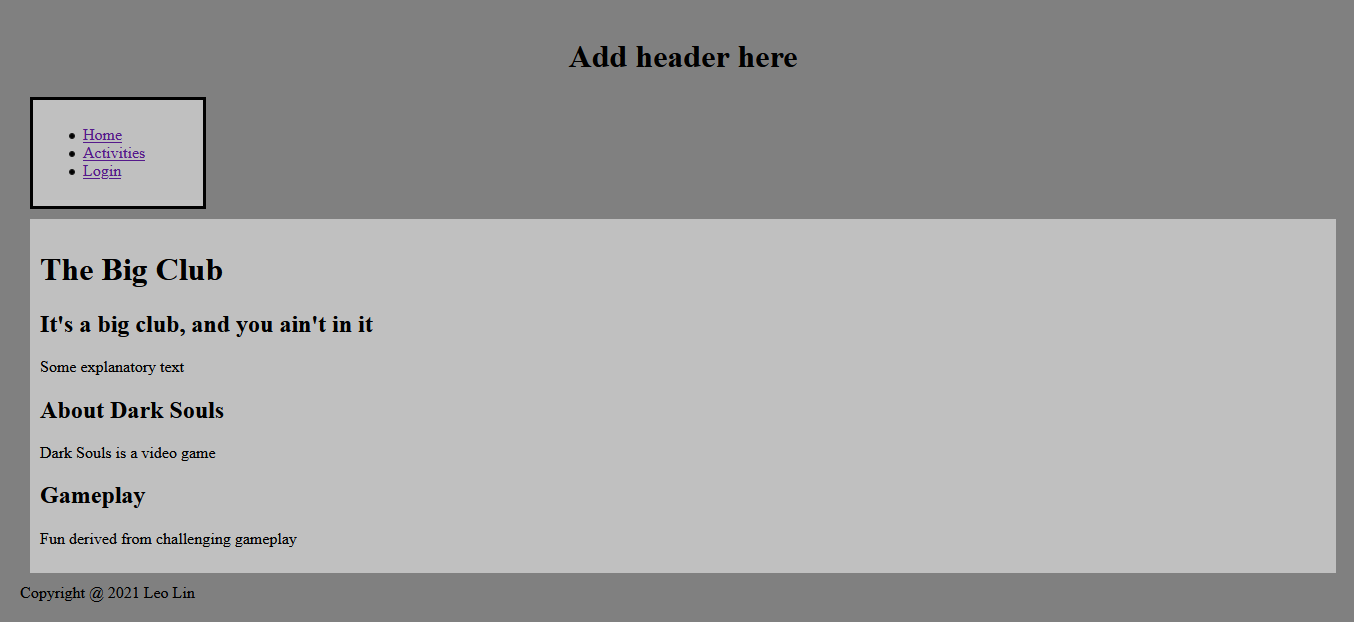 Add header here
Home
Activities
Login
The Big Club
It's a big club, and you ain't in it
Some explanatory text
About Dark Souls
Dark Souls is a video game
Gameplay
Fun derived from challenging gameplay
Copyright @ 2021 Leo Lin